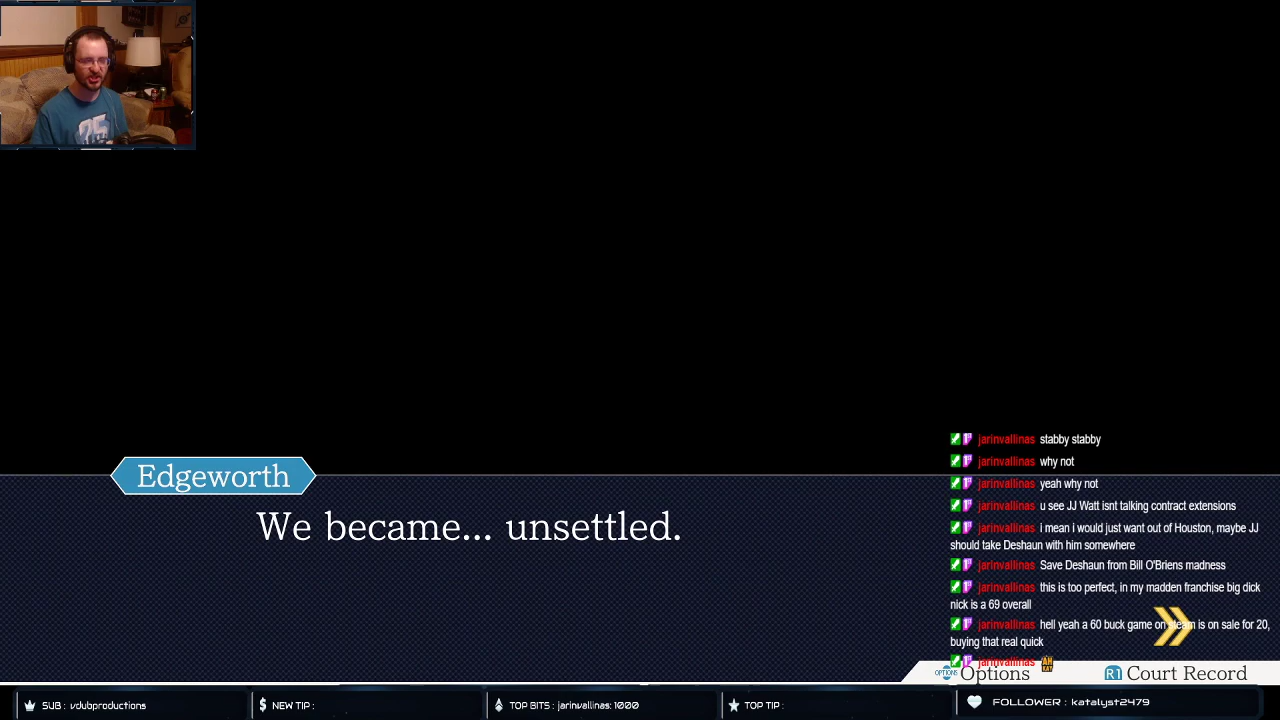 Edgeworth
We became... unsettled.
jarinvallinas stabby stabby
jarinvallinas why not
jarinvallinas yeah why not
jarinvallinas u see JJ Watt isnt talking contract extensions
jarinvallinas i mean i would just want out of Houston, maybe JJ
should take Deshaun with him somewhere
jarinvallinas Save Deshaun from Bill O'Briens madness
jarinvallinas this is too perfect, in my madden franchise big dick
nick is a 69 overall
jarinvallinas hell yeah a 60 buck game on steam is on sale for 20,
buying that real quick
jarinvallinas
OPTIONS Options
R1 Court Record
SUB : vdubproductions
NEW TIP :
TOP BITS : jarinvallinas: 1000
TOP TIP :
FOLLOWER : katalyst2479